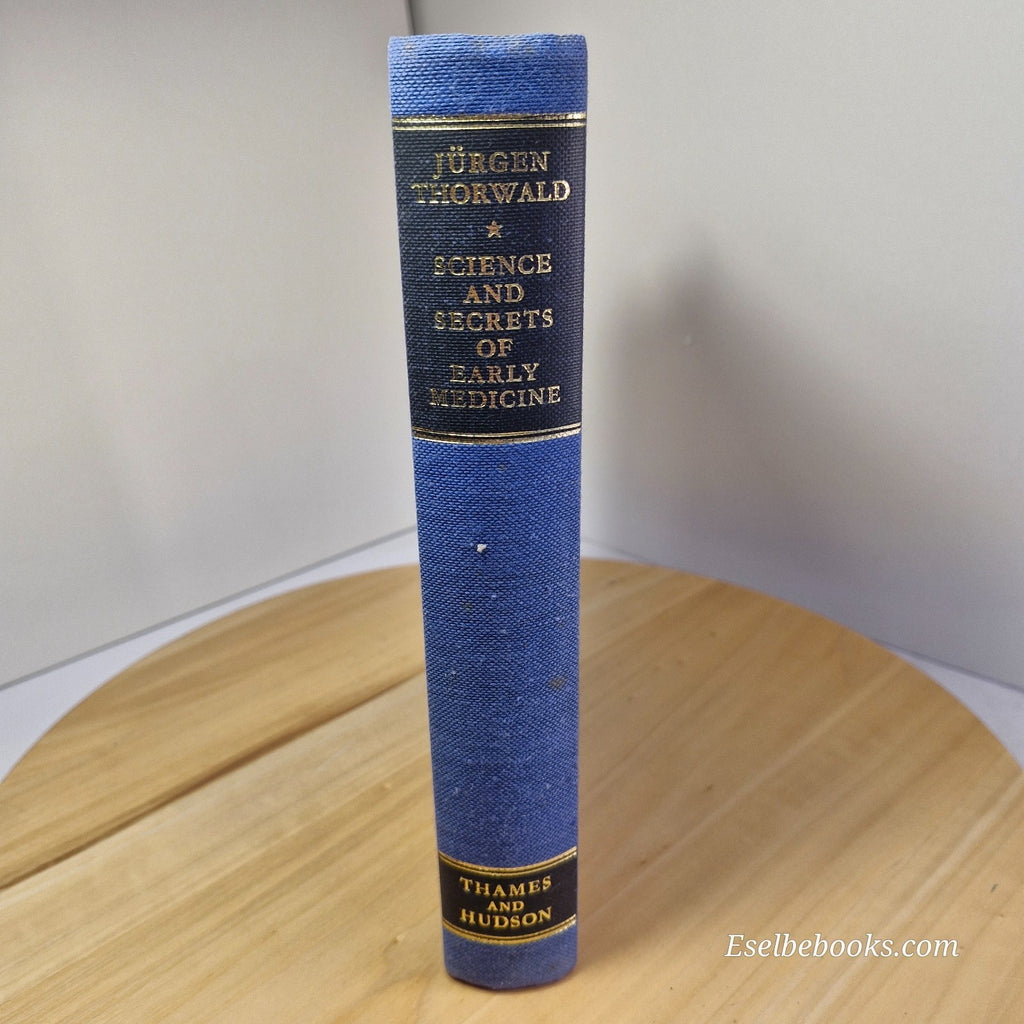 JÜRGEN
THORWALD
SCIENCE
AND
SECRETS
OF
EARLY
MEDICINE
THAMES
AND
HUDSON
Eselbebooks.com